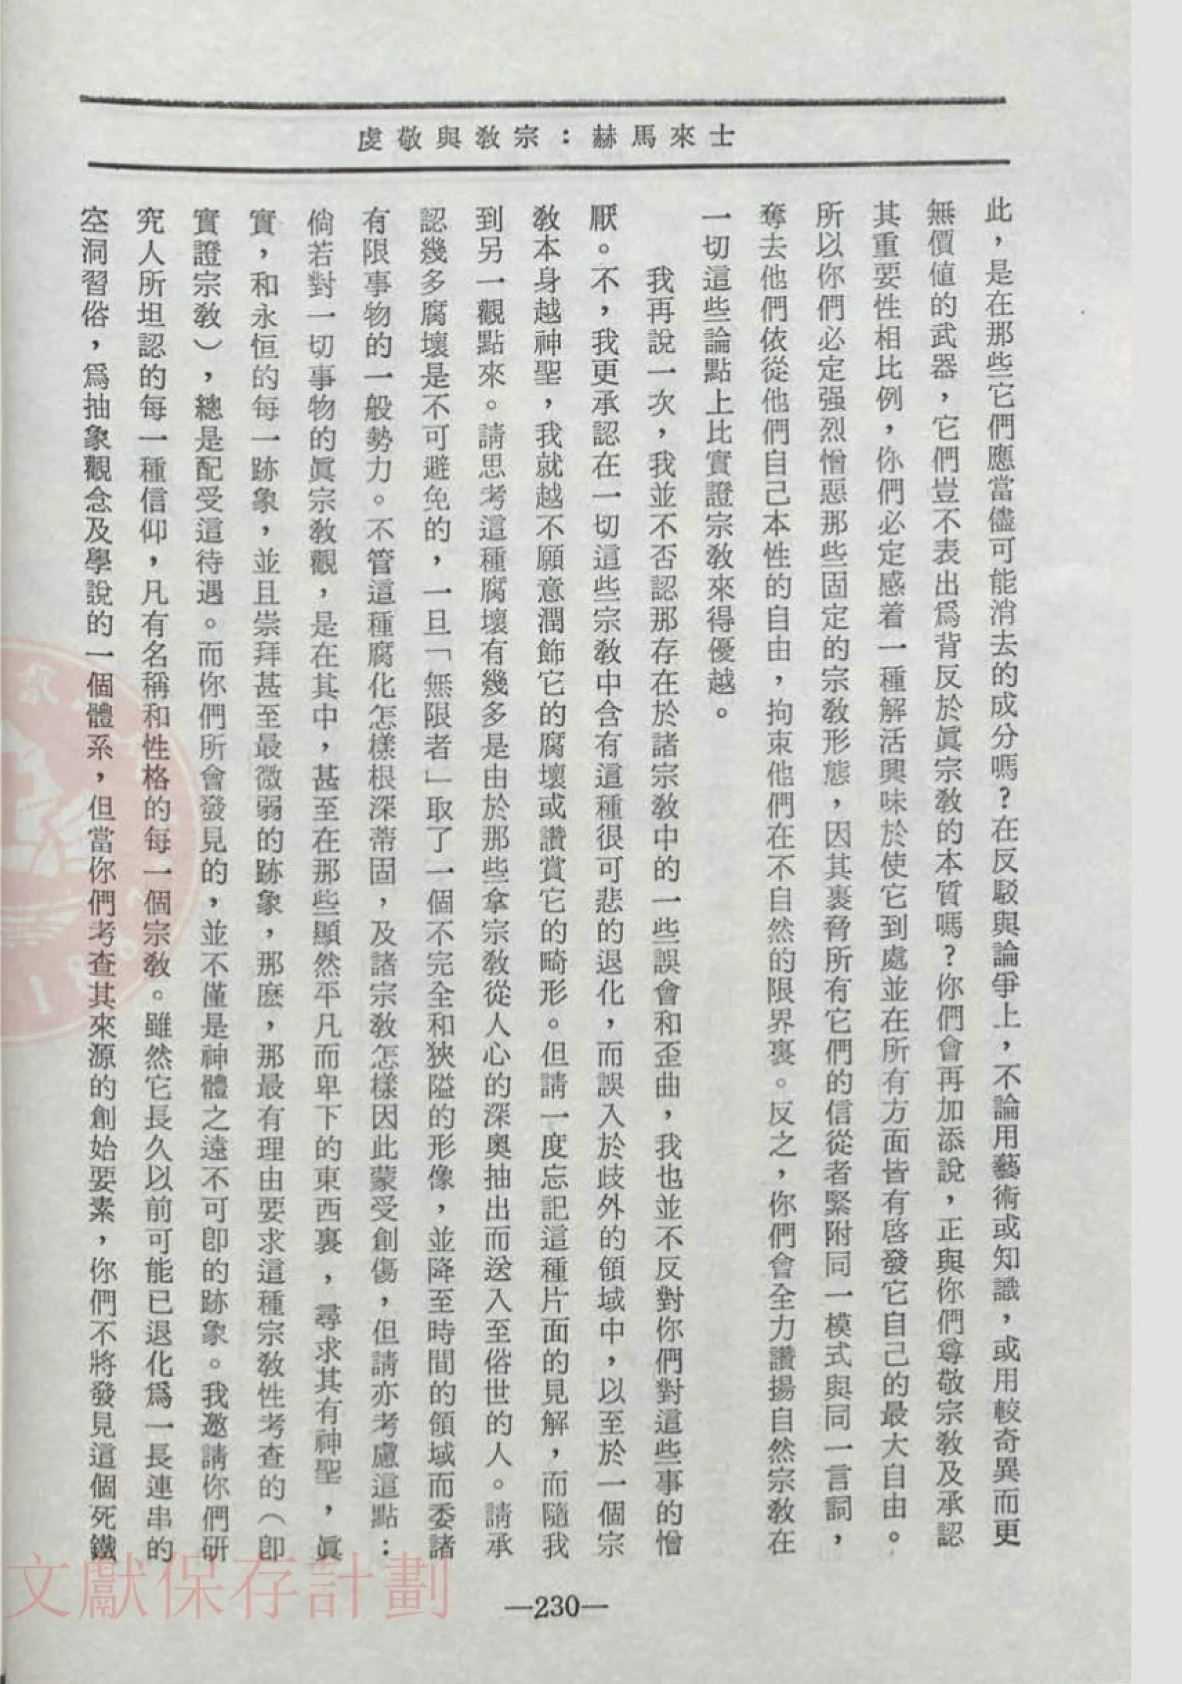 虔敬與教宗：赫馬來士
此，是在那些它們應當儘可能消去的成分嗎？在反駁與論爭上，不論用藝術或知識，或用較奇異而更
無價値的武器，它們豈不表出爲背反於眞宗教的本質嗎？你們會再加添說，正與你們尊敬宗教及承認
其重要性相比例，你們必定感着一種解活興味於使它到處並在所有方面皆有啓發它自己的最大自由。
所以你們必定强烈憎惡那些固定的宗教形態，因其裹脅所有它們的信從者緊附同一模式與同一言詞，
奪去他們依從他們自己本性的自由，拘束他們在不自然的限界裏。反之，你們會全力讚揚自然宗教在
一切這些論點上比實證宗教來得優越。
我再說一次，我並不否認那存在於諸宗教中的一些誤會和歪曲，我也並不反對你們對這些事的憎
厭。不，我更承認在一切這些宗教中含有這種很可悲的退化，而誤入於歧外的領域中，以至於一個宗
教本身越神聖，我就越不願意潤飾它的腐壞或讚賞它的畸形。但請一度忘記這種片面的見解，而隨我
到另一觀點來。請思考這種腐壞有幾多是由於那些拿宗教從人心的深奧抽出而送入至俗世的人。請承
認幾多腐壞是不可避免的，一旦「無限者」取了一個不完全和狹隘的形像，並降至時間的領域而委諸
有限事物的一般勢力。不管這種腐化怎樣根深蒂固，及諸宗教怎樣因此蒙受創傷，但請亦考慮這點：
倘若對一切事物的眞宗教觀，是在其中，甚至在那些顯然平凡而卑下的東西裏，尋求其有神聖，眞
實，和永恒的每一跡象，並且崇拜甚至最微弱的跡象，那麽，那最有理由要求這種宗教性考查的（卽
實證宗教），總是配受這待遇。而你們所會發見的，並不僅是神體之遠不可卽的跡象。我邀請你們研
究人所坦認的每一種信仰，凡有名稱和性格的每一個宗教。雖然它長久以前可能已退化爲一長連串的
空洞習俗，爲抽象觀念及學說的一個體系，但當你們考查其來源的創始要素，你們不將發見這個死鐵
—230—
文獻保存計劃